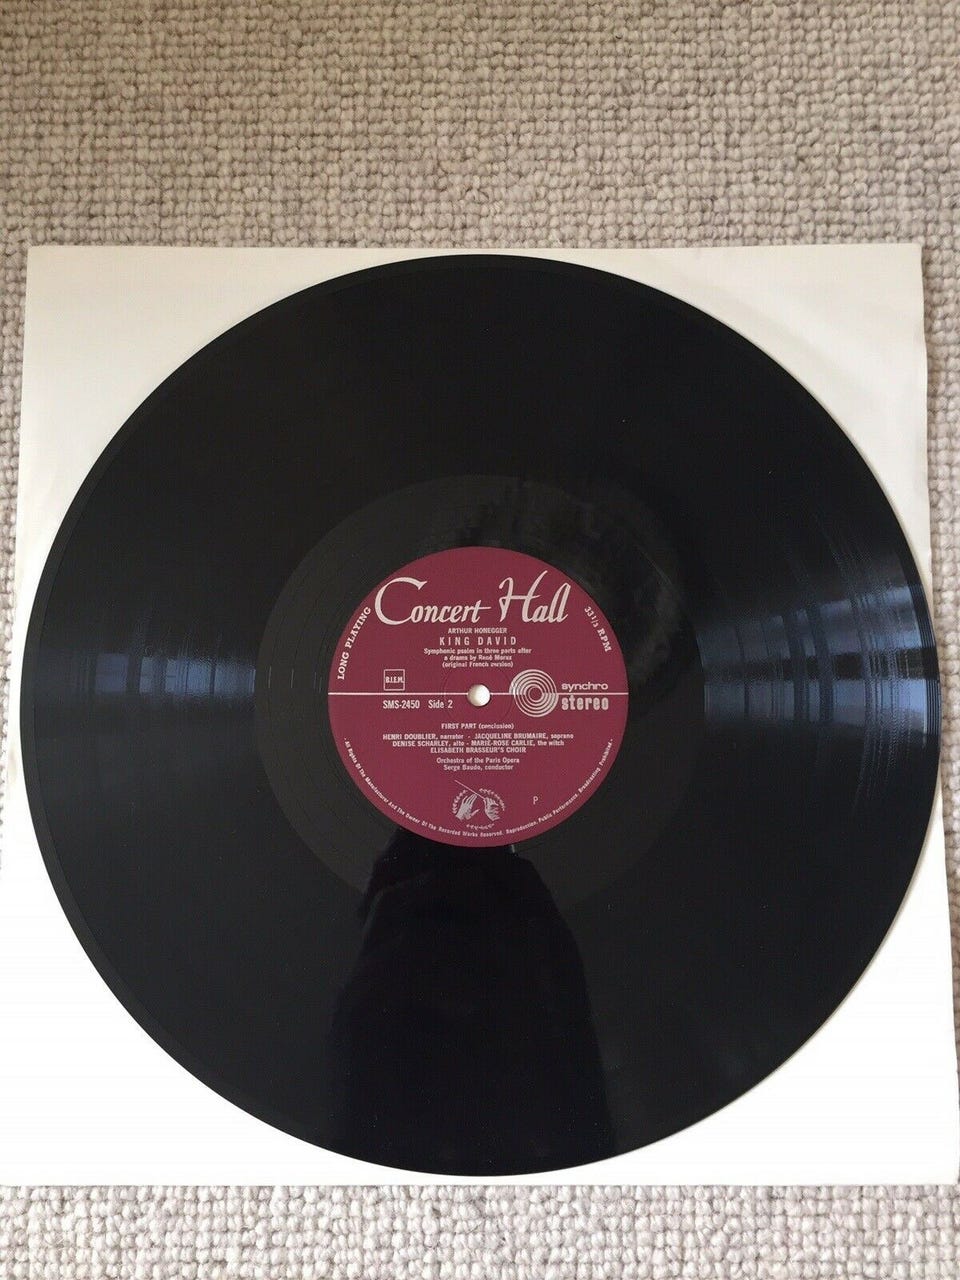 Concert Hall
LONG PLAYING
33 1/3 RPM
ARTHUR HONEGGER
KING DAVID
Symphonic psalm in three parts after
a drama by René Morax
(original French version)
B.I.E.M.
synchro
stereo
SMS-2450 Side 2
FIRST PART (conclusion)
HENRI DOUBLIER, narrator - JACQUELINE BRUMAIRE, soprano
DENISE SCHARLEY, alto - MARIE-ROSE CARLIE, the witch
ELISABETH BRASSEUR'S CHOIR
Orchestra of the Paris Opera
Serge Baudo, conductor
P
· All Rights Of The Manufacturer And The Owner Of The Recorded Works Reserved. Reproduction. Public Performance. Broadcasting Prohibited. ·